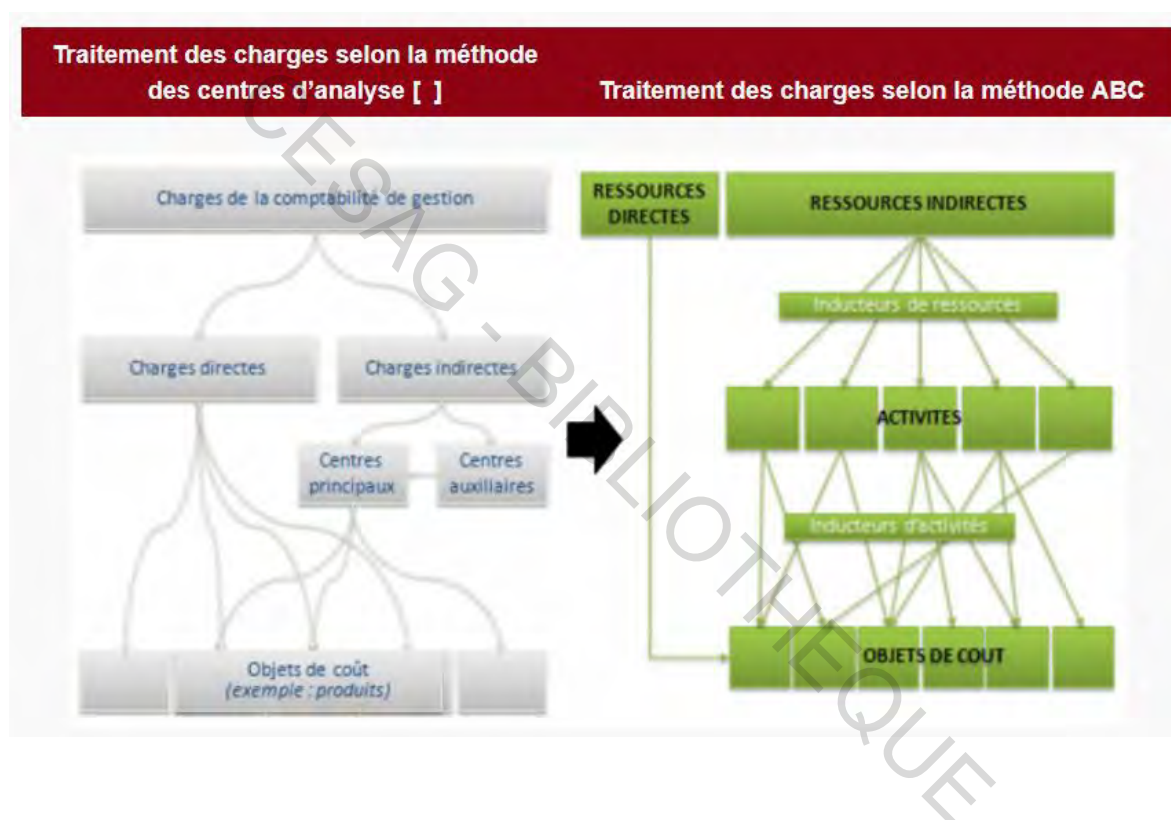 Traitement des charges selon la méthode
des centres d'analyse [ ]
Traitement des charges selon la méthode ABC
Charges de la comptabilité de gestion
Charges directes
Charges indirectes
Centres
principaux
Centres
auxiliaires
Objets de coût
(exemple : produits)
RESSOURCES
DIRECTES
RESSOURCES INDIRECTES
Inducteurs de ressources
ACTIVITES
Inducteurs d'activités
OBJETS DE COUT
CESAG - BIBLIOTHEQUE